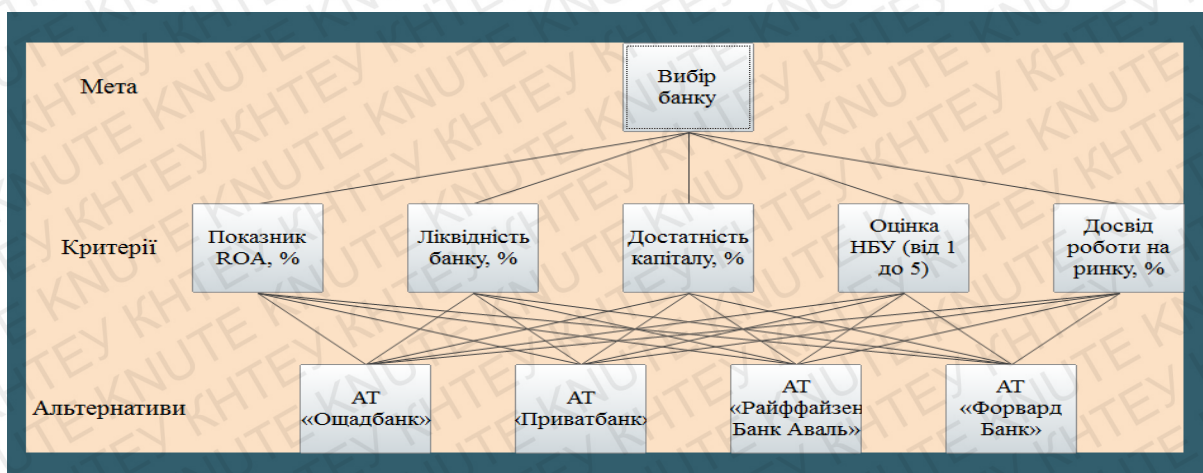 Мета
Вибір
банку
Критерії
Показник
ROA, %
Ліквідність
банку, %
Достатність
капіталу, %
Оцінка
НБУ (від 1
до 5)
Досвід
роботи на
ринку, %
Альтернативи
АТ
«Ощадбанк»
АТ
«Приватбанк»
АТ
«Райффайзен
Банк Аваль»
АТ
«Форвард
Банк»